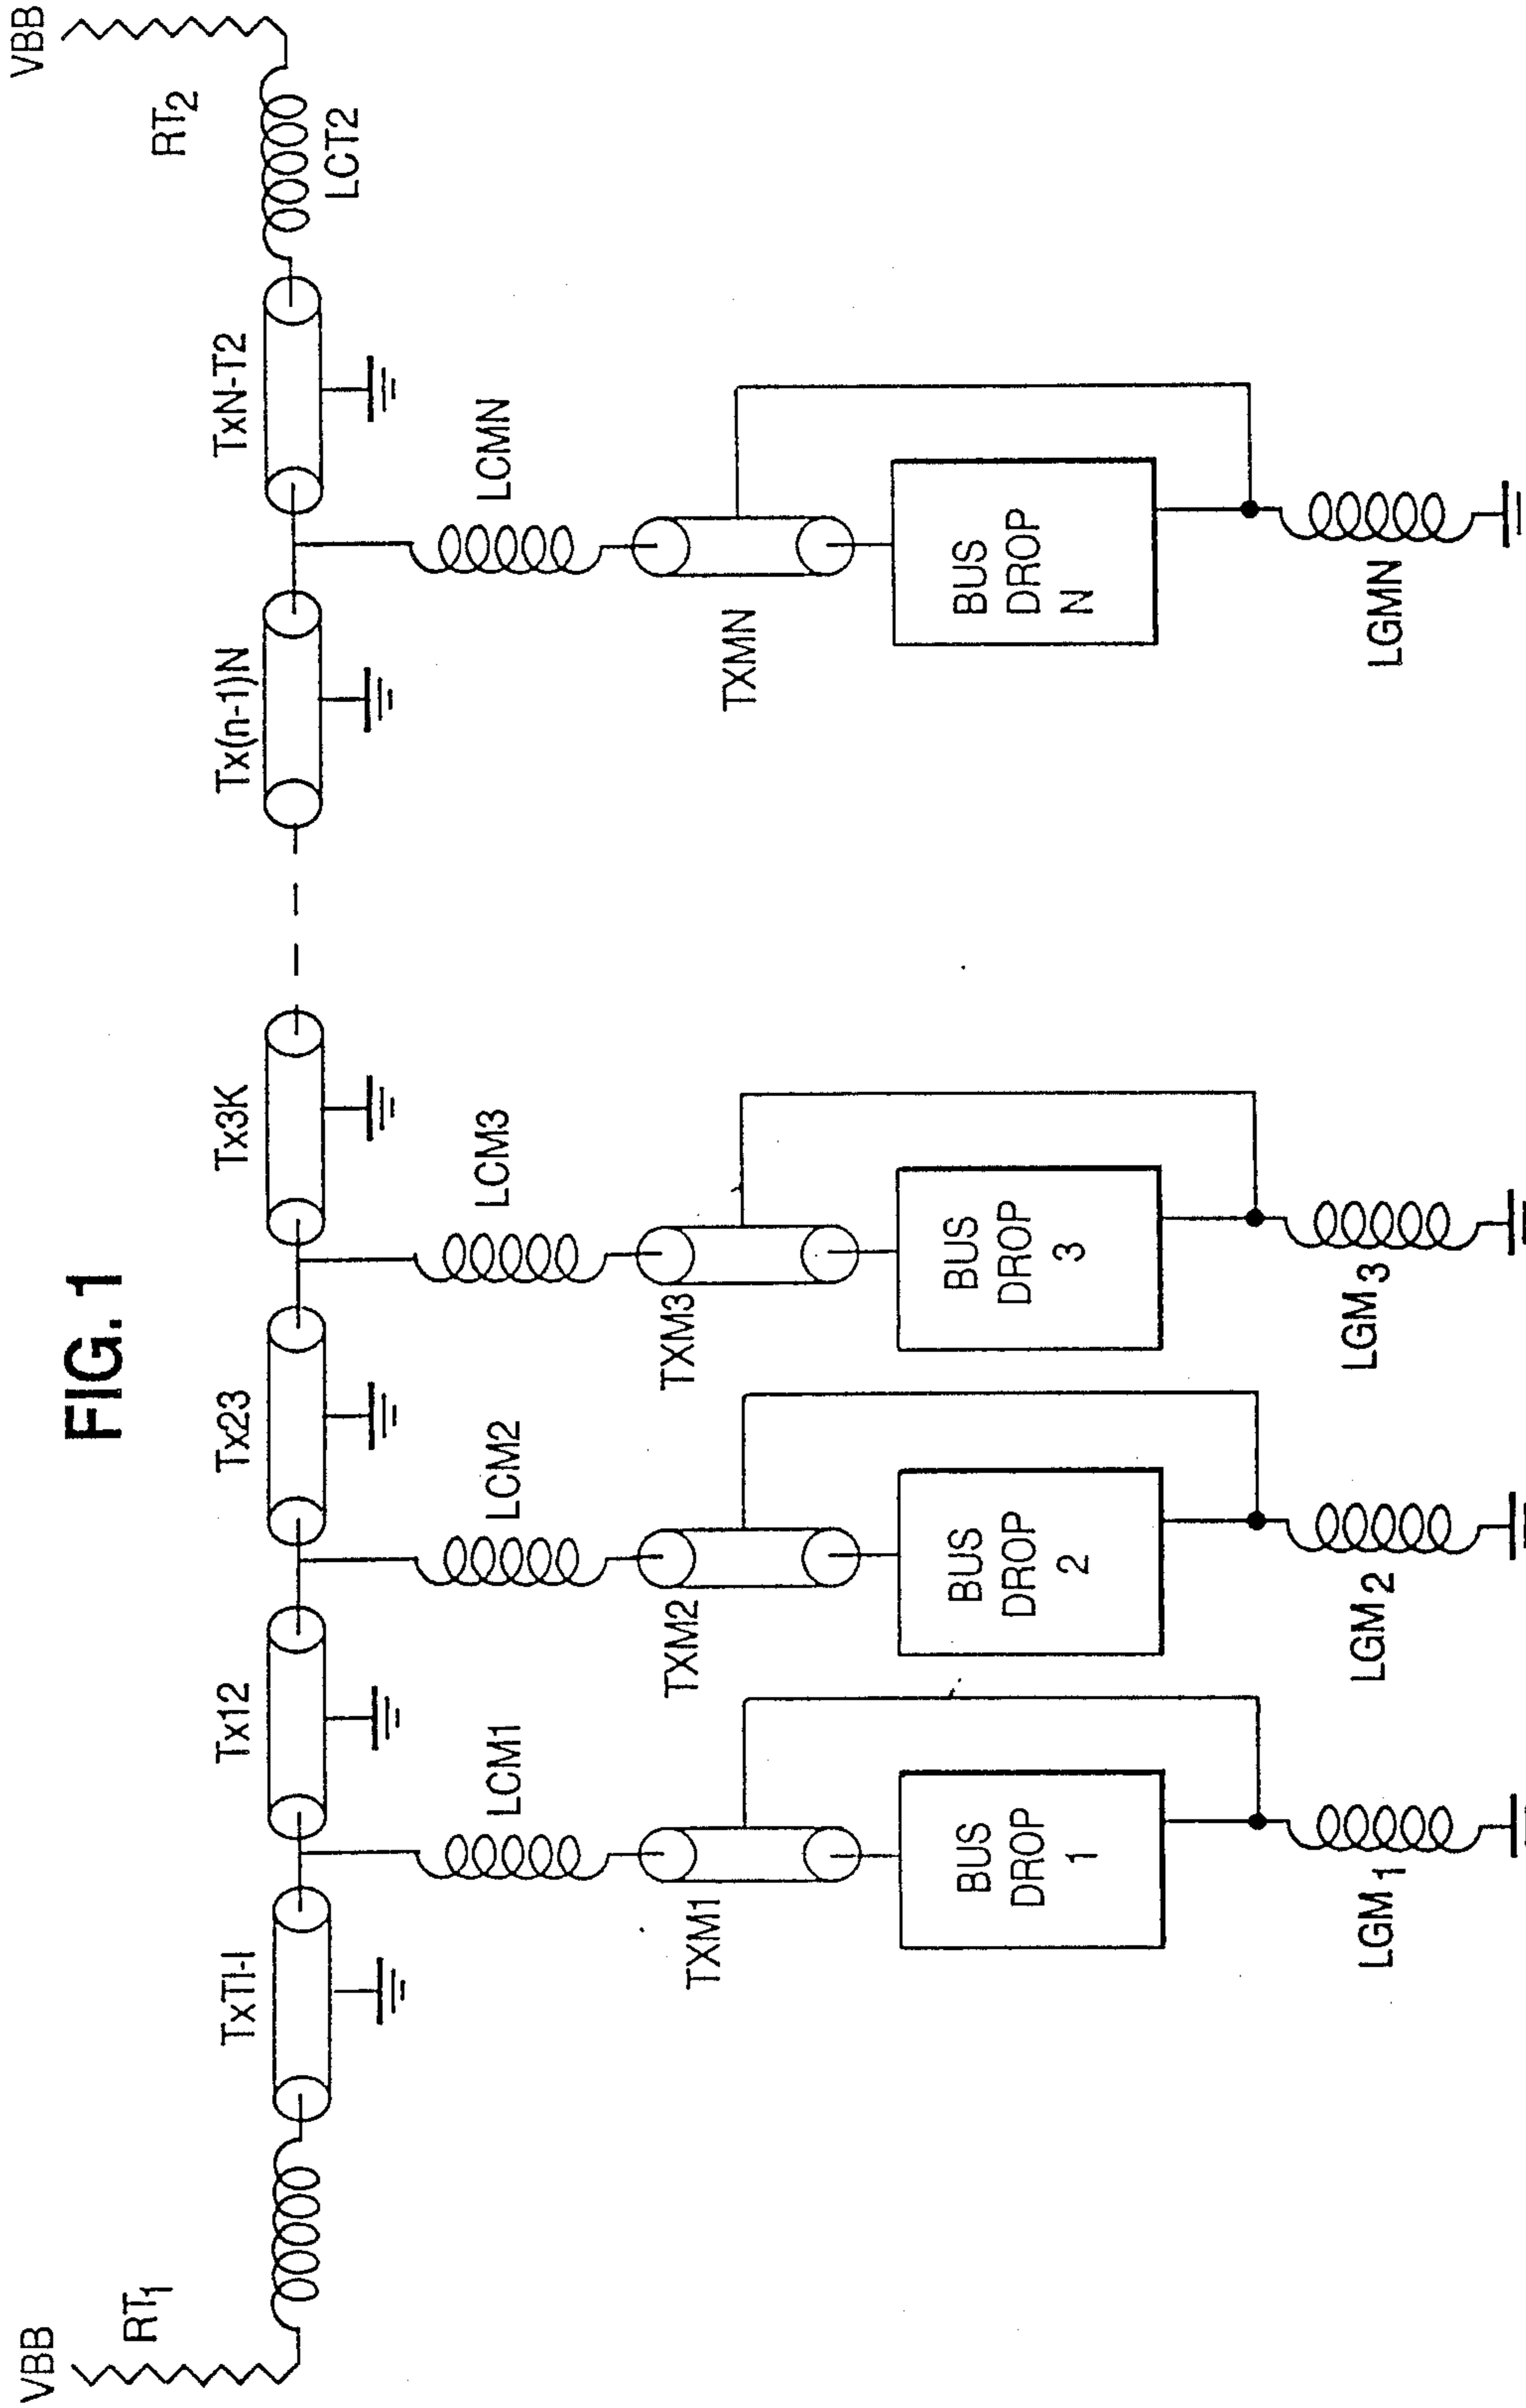 FIG. 1
VBB
VBB
RT1
RT2
TxTl-l
Tx12
Tx23
Tx3K
Tx(n-1)N
TxN-T2
LCT2
LCM1
LCM2
LCM3
LCMN
TXM1
TXM2
TXM3
TXMN
BUS
DROP
1
BUS
DROP
2
BUS
DROP
3
BUS
DROP
N
LGM1
LGM2
LGM3
LGMN